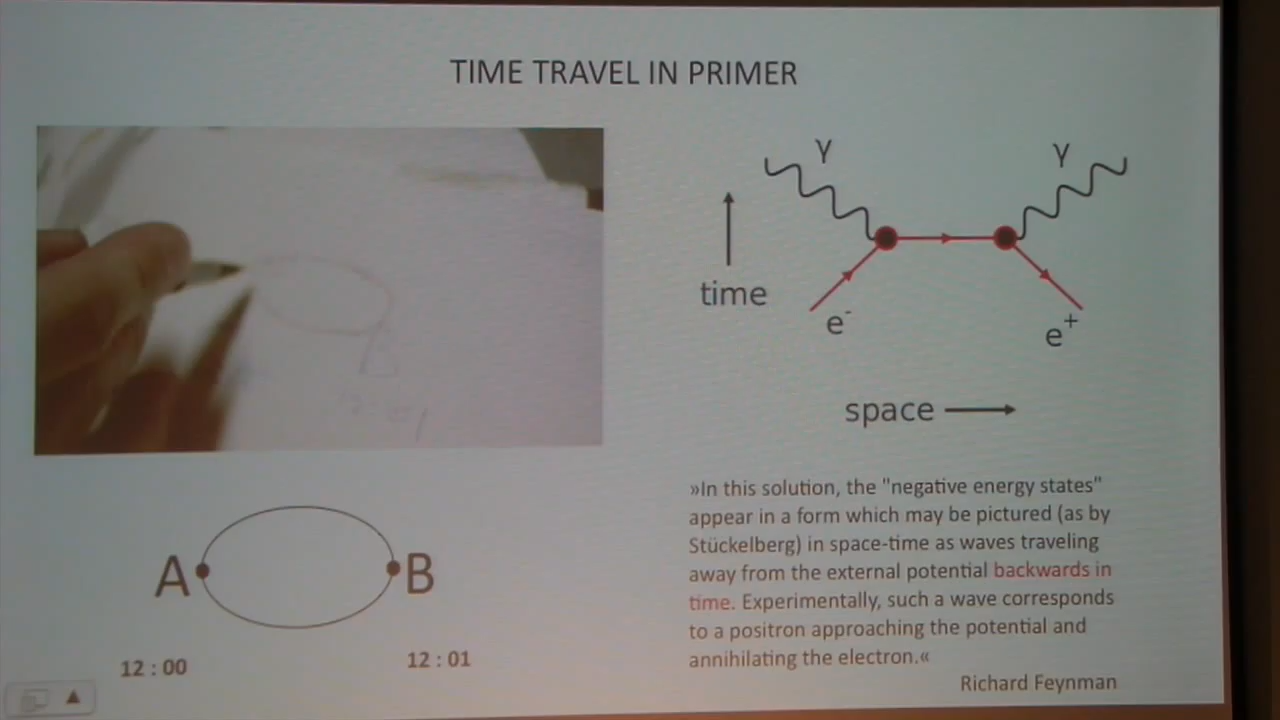 TIME TRAVEL IN PRIMER
γ
γ
time
e-
e+
space
A
B
12 : 00
12 : 01
»In this solution, the "negative energy states"
appear in a form which may be pictured (as by
Stückelberg) in space-time as waves traveling
away from the external potential backwards in
time. Experimentally, such a wave corresponds
to a positron approaching the potential and
annihilating the electron.«
Richard Feynman